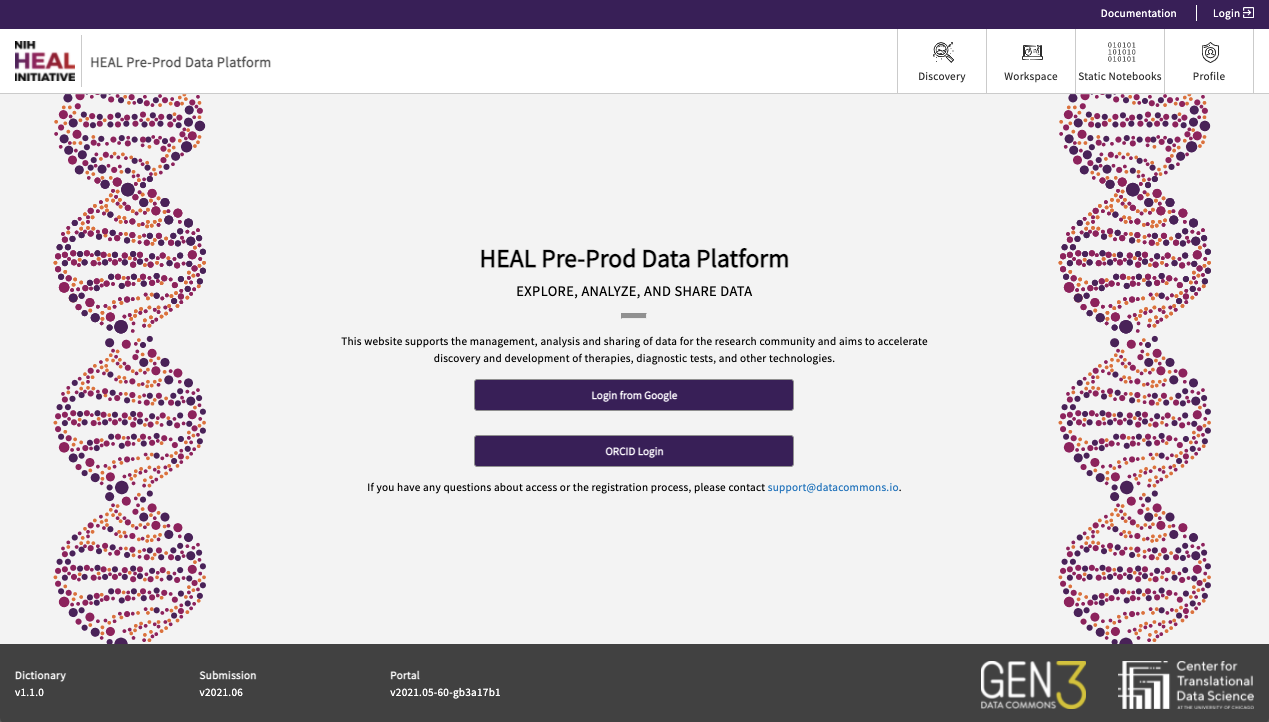 Documentation
Login
NIH
HEAL
INITIATIVE
HEAL Pre-Prod Data Platform
Discovery
Workspace
010101
101010
010101
Static Notebooks
Profile
HEAL Pre-Prod Data Platform
EXPLORE, ANALYZE, AND SHARE DATA
This website supports the management, analysis and sharing of data for the research community and aims to accelerate
discovery and development of therapies, diagnostic tests, and other technologies.
Login from Google
ORCID Login
If you have any questions about access or the registration process, please contact support@datacommons.io.
Dictionary
v1.1.0
Submission
v2021.06
Portal
v2021.05-60-gb3a17b1
GEN3
DATA COMMONS
Center for
Translational
Data Science
AT THE UNIVERSITY OF CHICAGO